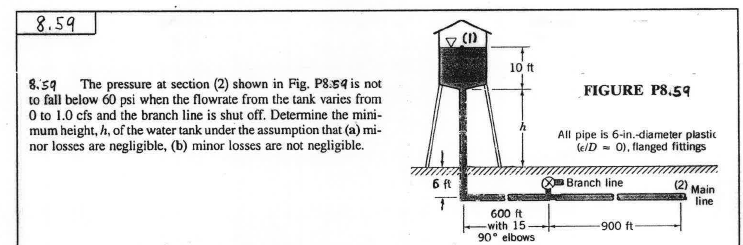 8.59
8.59 The pressure at section (2) shown in Fig. P8.59 is not
to fall below 60 psi when the flowrate from the tank varies from
0 to 1.0 cfs and the branch line is shut off. Determine the mini-
mum height, h, of the water tank under the assumption that (a) mi-
nor losses are negligible, (b) minor losses are not negligible.
(1)
10 ft
FIGURE P8.59
h
All pipe is 6-in.-diameter plastic
(ε/D = 0), flanged fittings
6 ft
Branch line
(2)
Main
line
600 ft
with 15
90° elbows
900 ft